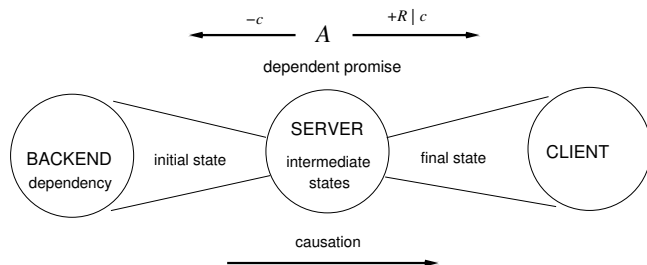 −c A +R | c
dependent promise
BACKEND
dependency
initial state
SERVER
intermediate
states
final state
CLIENT
causation